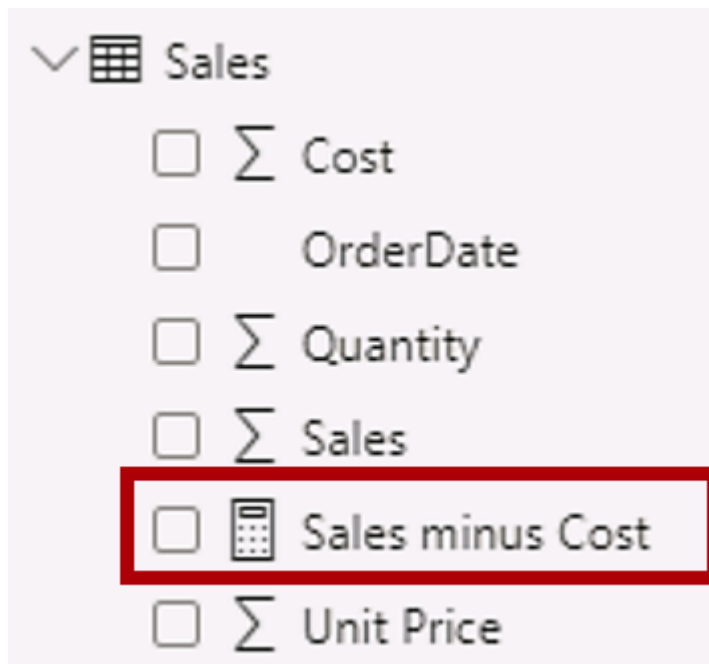 Sales
Cost
OrderDate
Quantity
Sales
Sales minus Cost
Unit Price